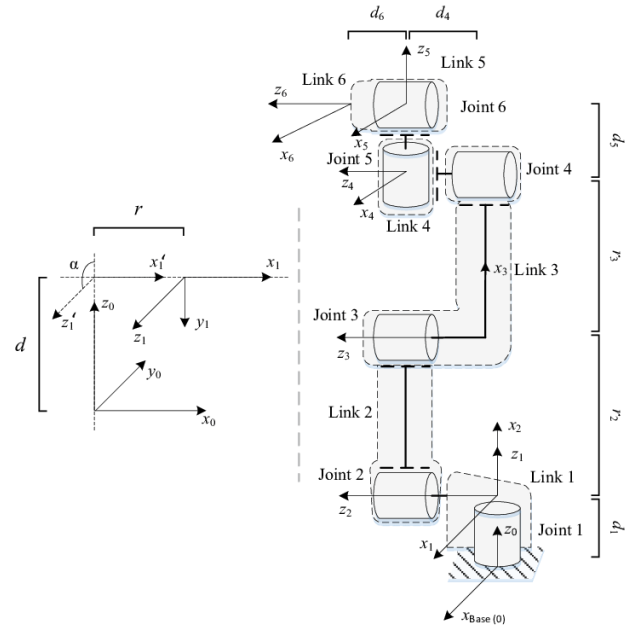 d6
d4
z5
Link 5
Link 6
z6
Joint 6
x5
x6
d5
Joint 5
Joint 4
z4
x4
r
Link 4
α
x1′
x1
x3
Link 3
r3
z0
z1′
z1
y1
Joint 3
d
y0
z3
r2
Link 2
x0
x2
z1
Joint 2
Link 1
z2
z0
Joint 1
d1
x1
xBase (0)